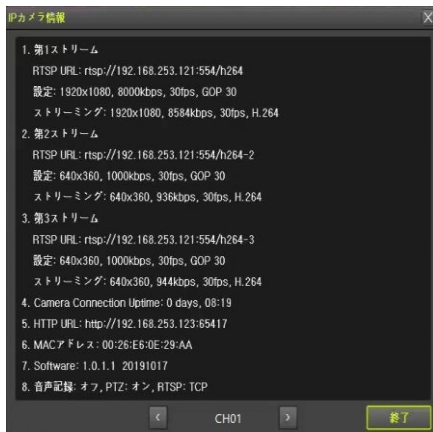 IPカメラ情報
X
1. 第1ストリーム
RTSP URL: rtsp://192.168.253.121:554/h264
設定: 1920x1080, 8000kbps, 30fps, GOP 30
ストリーミング: 1920x1080, 8584kbps, 30fps, H.264
2. 第2ストリーム
RTSP URL: rtsp://192.168.253.121:554/h264-2
設定: 640x360, 1000kbps, 30fps, GOP 30
ストリーミング: 640x360, 936kbps, 30fps, H.264
3. 第3ストリーム
RTSP URL: rtsp://192.168.253.121:554/h264-3
設定: 640x360, 1000kbps, 30fps, GOP 30
ストリーミング: 640x360, 944kbps, 30fps, H.264
4. Camera Connection Uptime: 0 days, 08:19
5. HTTP URL: http://192.168.253.123:65417
6. MACアドレス: 00:26:E6:0E:29:AA
7. Software: 1.0.1.1 20191017
8. 音声記録: オフ, PTZ: オン, RTSP: TCP
< CH01 > 終了